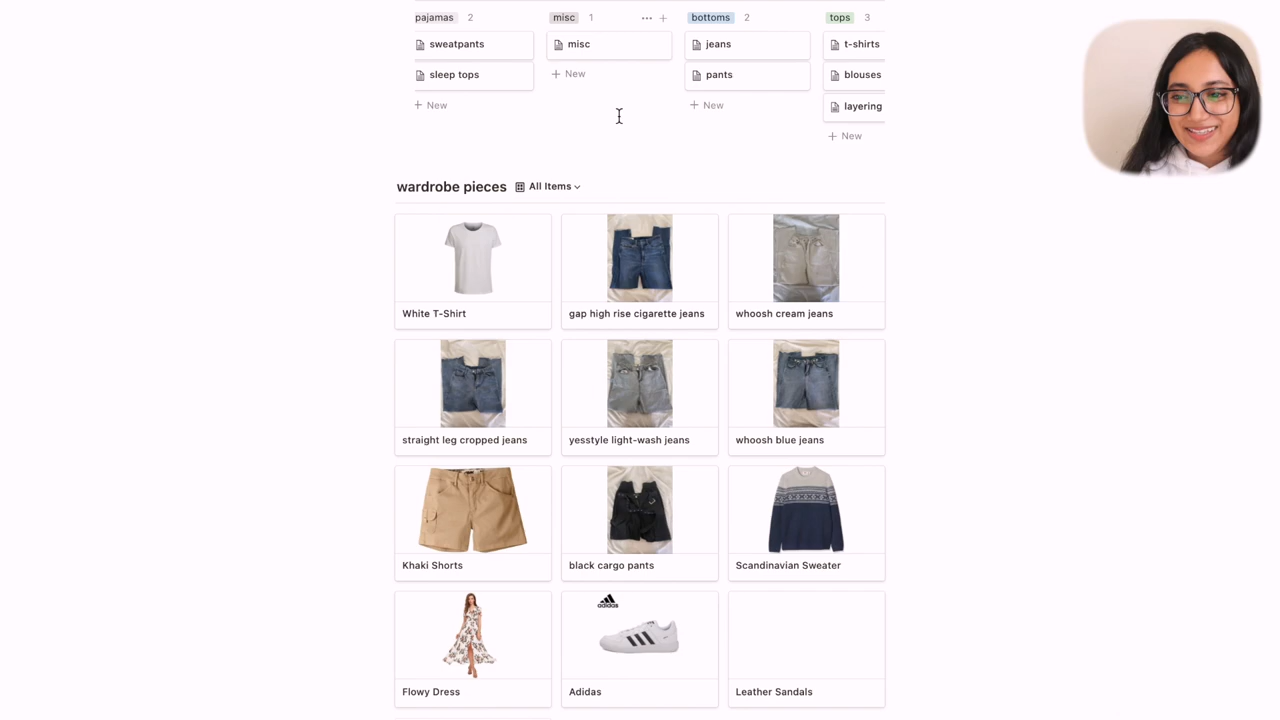 pajamas 2
misc 1
bottoms 2
tops 3
sweatpants
misc
jeans
t-shirts
sleep tops
+ New
pants
blouses
+ New
+ New
layering
+ New
wardrobe pieces All Items
White T-Shirt
gap high rise cigarette jeans
whoosh cream jeans
straight leg cropped jeans
yesstyle light-wash jeans
whoosh blue jeans
Khaki Shorts
black cargo pants
Scandinavian Sweater
adidas
Flowy Dress
Adidas
Leather Sandals